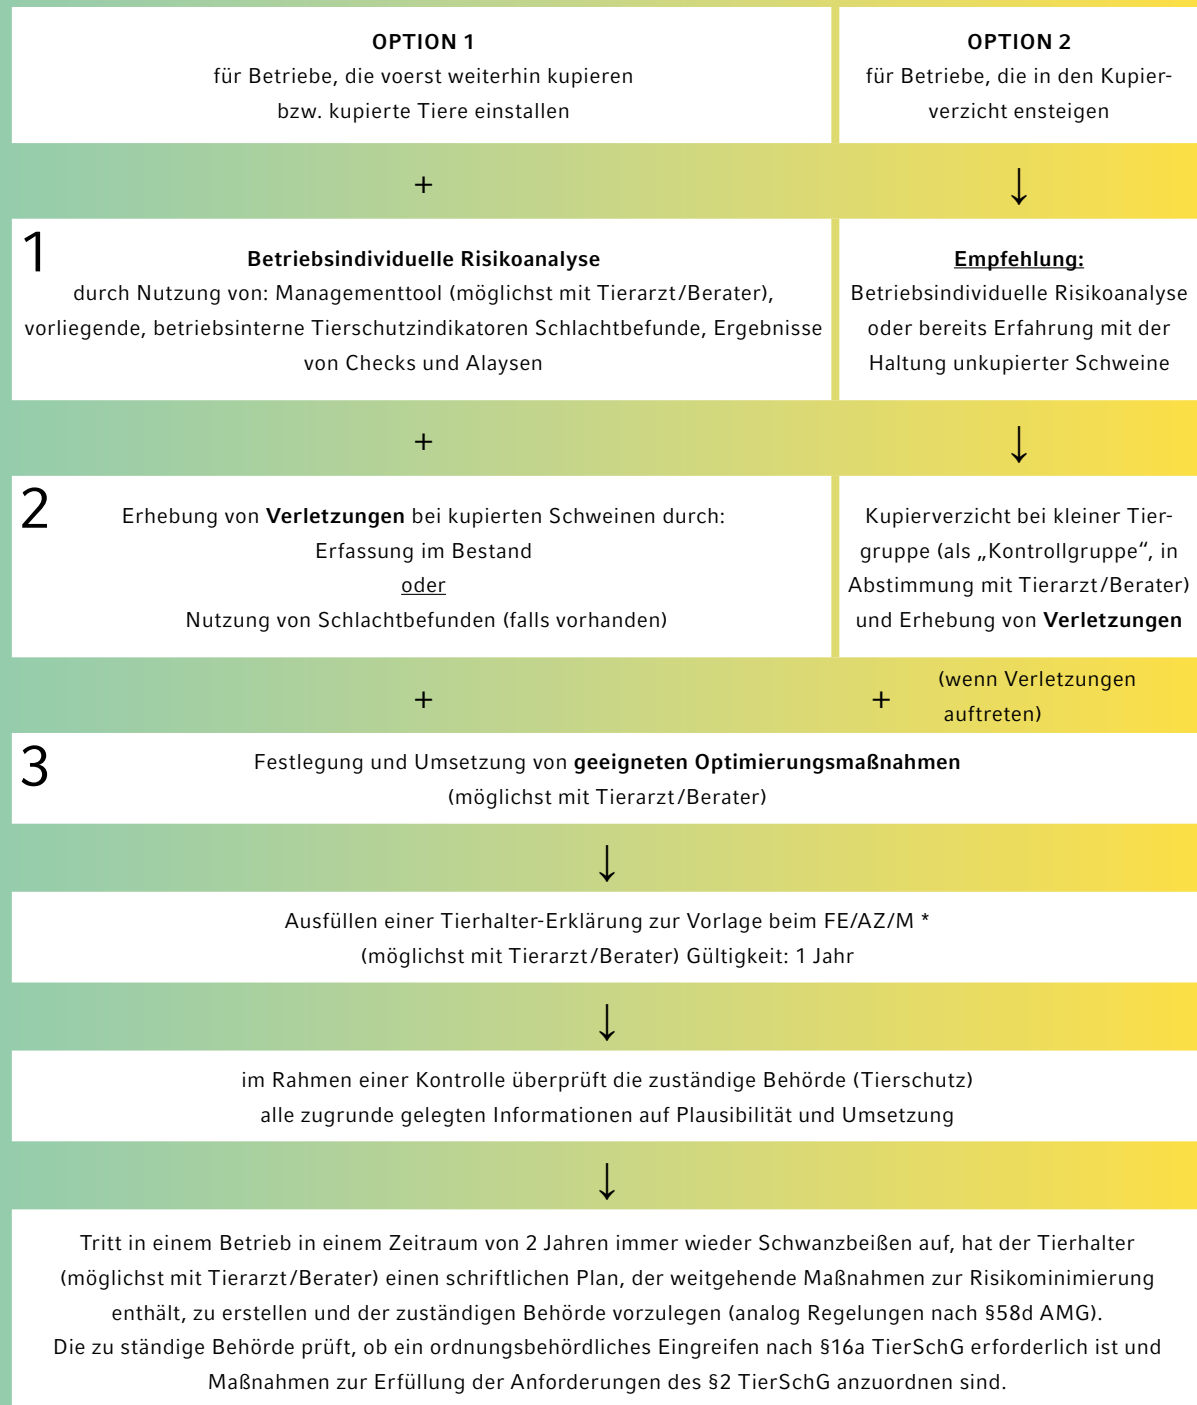 OPTION 1
für Betriebe, die voerst weiterhin kupieren
bzw. kupierte Tiere einstallen
OPTION 2
für Betriebe, die in den Kupier-
verzicht ensteigen
+
↓
1
Betriebsindividuelle Risikoanalyse
durch Nutzung von: Managementtool (möglichst mit Tierarzt/Berater),
vorliegende, betriebsinterne Tierschutzindikatoren Schlachtbefunde, Ergebnisse
von Checks und Alaysen
Empfehlung:
Betriebsindividuelle Risikoanalyse
oder bereits Erfahrung mit der
Haltung unkupierter Schweine
+
↓
2
Erhebung von Verletzungen bei kupierten Schweinen durch:
Erfassung im Bestand
oder
Nutzung von Schlachtbefunden (falls vorhanden)
Kupierverzicht bei kleiner Tier-
gruppe (als „Kontrollgruppe“, in
Abstimmung mit Tierarzt/Berater)
und Erhebung von Verletzungen
+
+
(wenn Verletzungen
auftreten)
3
Festlegung und Umsetzung von geeigneten Optimierungsmaßnahmen
(möglichst mit Tierarzt/Berater)
↓
Ausfüllen einer Tierhalter-Erklärung zur Vorlage beim FE/AZ/M *
(möglichst mit Tierarzt/Berater) Gültigkeit: 1 Jahr
↓
im Rahmen einer Kontrolle überprüft die zuständige Behörde (Tierschutz)
alle zugrunde gelegten Informationen auf Plausibilität und Umsetzung
↓
Tritt in einem Betrieb in einem Zeitraum von 2 Jahren immer wieder Schwanzbeißen auf, hat der Tierhalter
(möglichst mit Tierarzt/Berater) einen schriftlichen Plan, der weitgehende Maßnahmen zur Risikominimierung
enthält, zu erstellen und der zuständigen Behörde vorzulegen (analog Regelungen nach §58d AMG).
Die zu ständige Behörde prüft, ob ein ordnungsbehördliches Eingreifen nach §16a TierSchG erforderlich ist und
Maßnahmen zur Erfüllung der Anforderungen des §2 TierSchG anzuordnen sind.